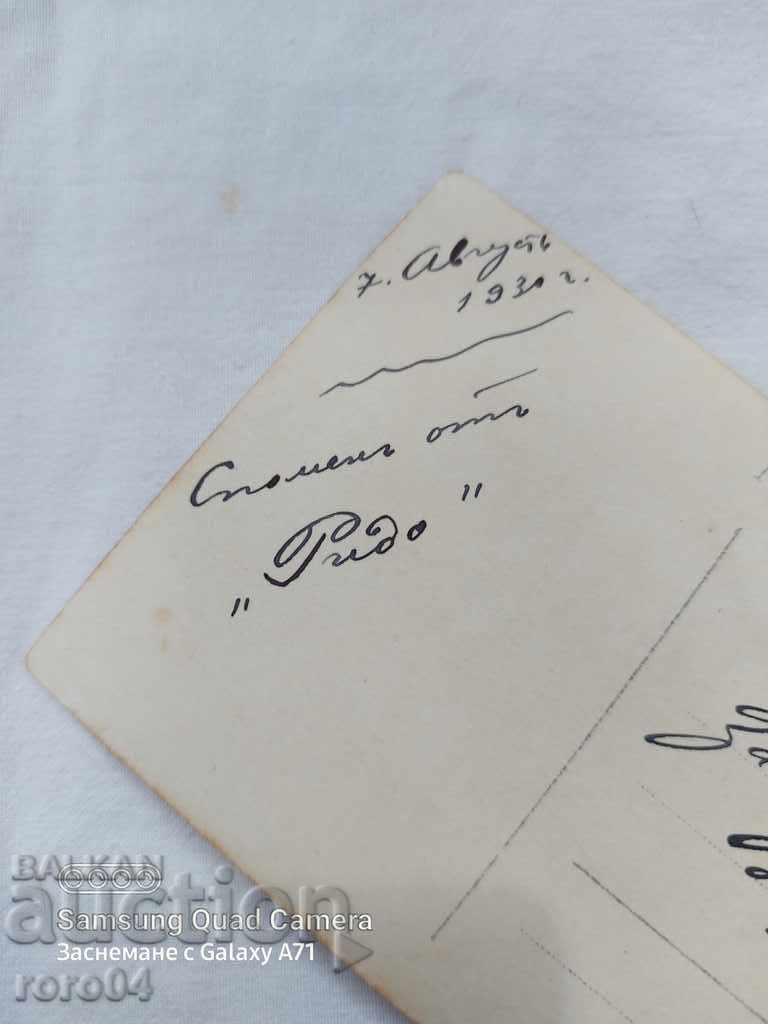 7. Августъ
1930 г.
Споменъ отъ
„Ридо"
BALKAN
auction
Samsung Quad Camera
Заснемане с Galaxy A71
roro04